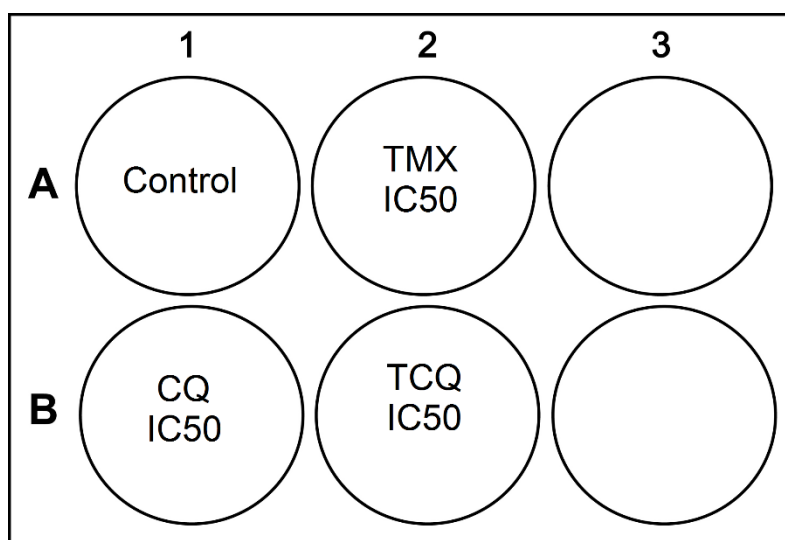 1 2 3
A
Control
TMX
IC50
B
CQ
IC50
TCQ
IC50